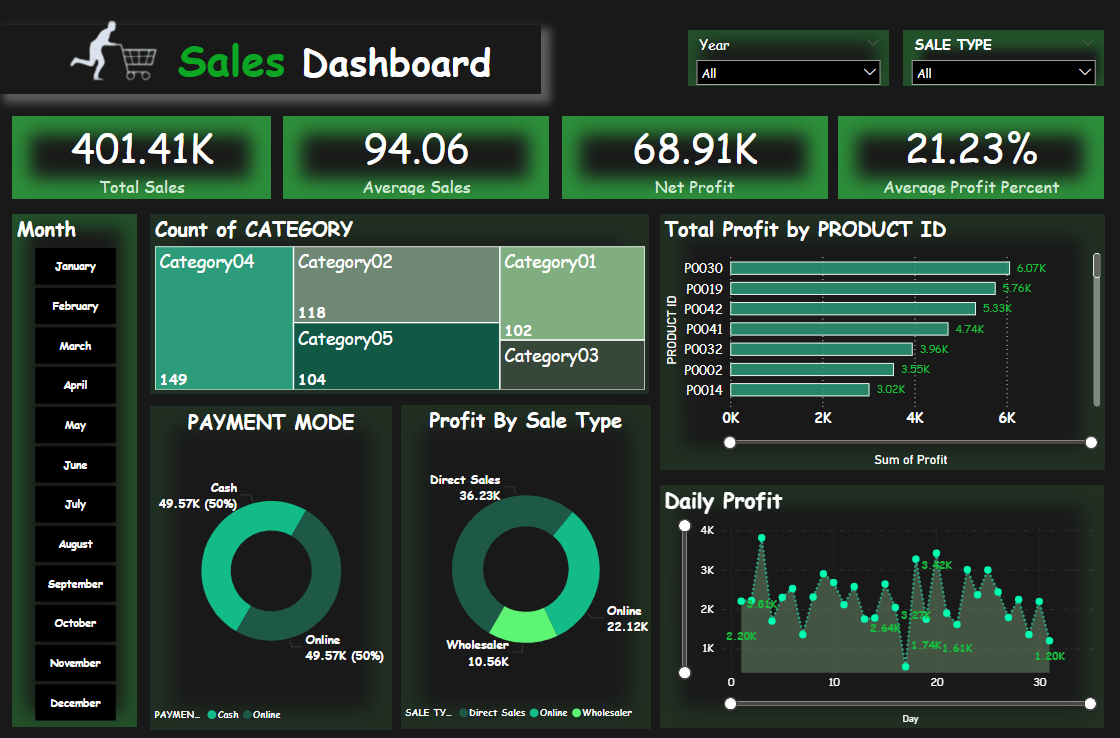 Sales Dashboard
Year
All
SALE TYPE
All
401.41K
Total Sales
94.06
Average Sales
68.91K
Net Profit
21.23%
Average Profit Percent
Month
January
February
March
April
May
June
July
August
September
October
November
December
Count of CATEGORY
Category04
149
Category02
118
Category05
104
Category01
102
Category03
PAYMENT MODE
Cash
49.57K (50%)
Online
49.57K (50%)
PAYMEN... Cash Online
Profit By Sale Type
Direct Sales
36.23K
Online
22.12K
Wholesaler
10.56K
SALE TY... Direct Sales Online Wholesaler
Total Profit by PRODUCT ID
PRODUCT ID
P0030 6.07K
P0019 5.76K
P0042 5.33K
P0041 4.74K
P0032 3.96K
P0002 3.55K
P0014 3.02K
0K 2K 4K 6K
Sum of Profit
Daily Profit
4K
3K
2K
1K
3.42K
3.81K
3.27K
2.64K
2.20K
1.74K
1.61K
1.20K
0 10 20 30
Day